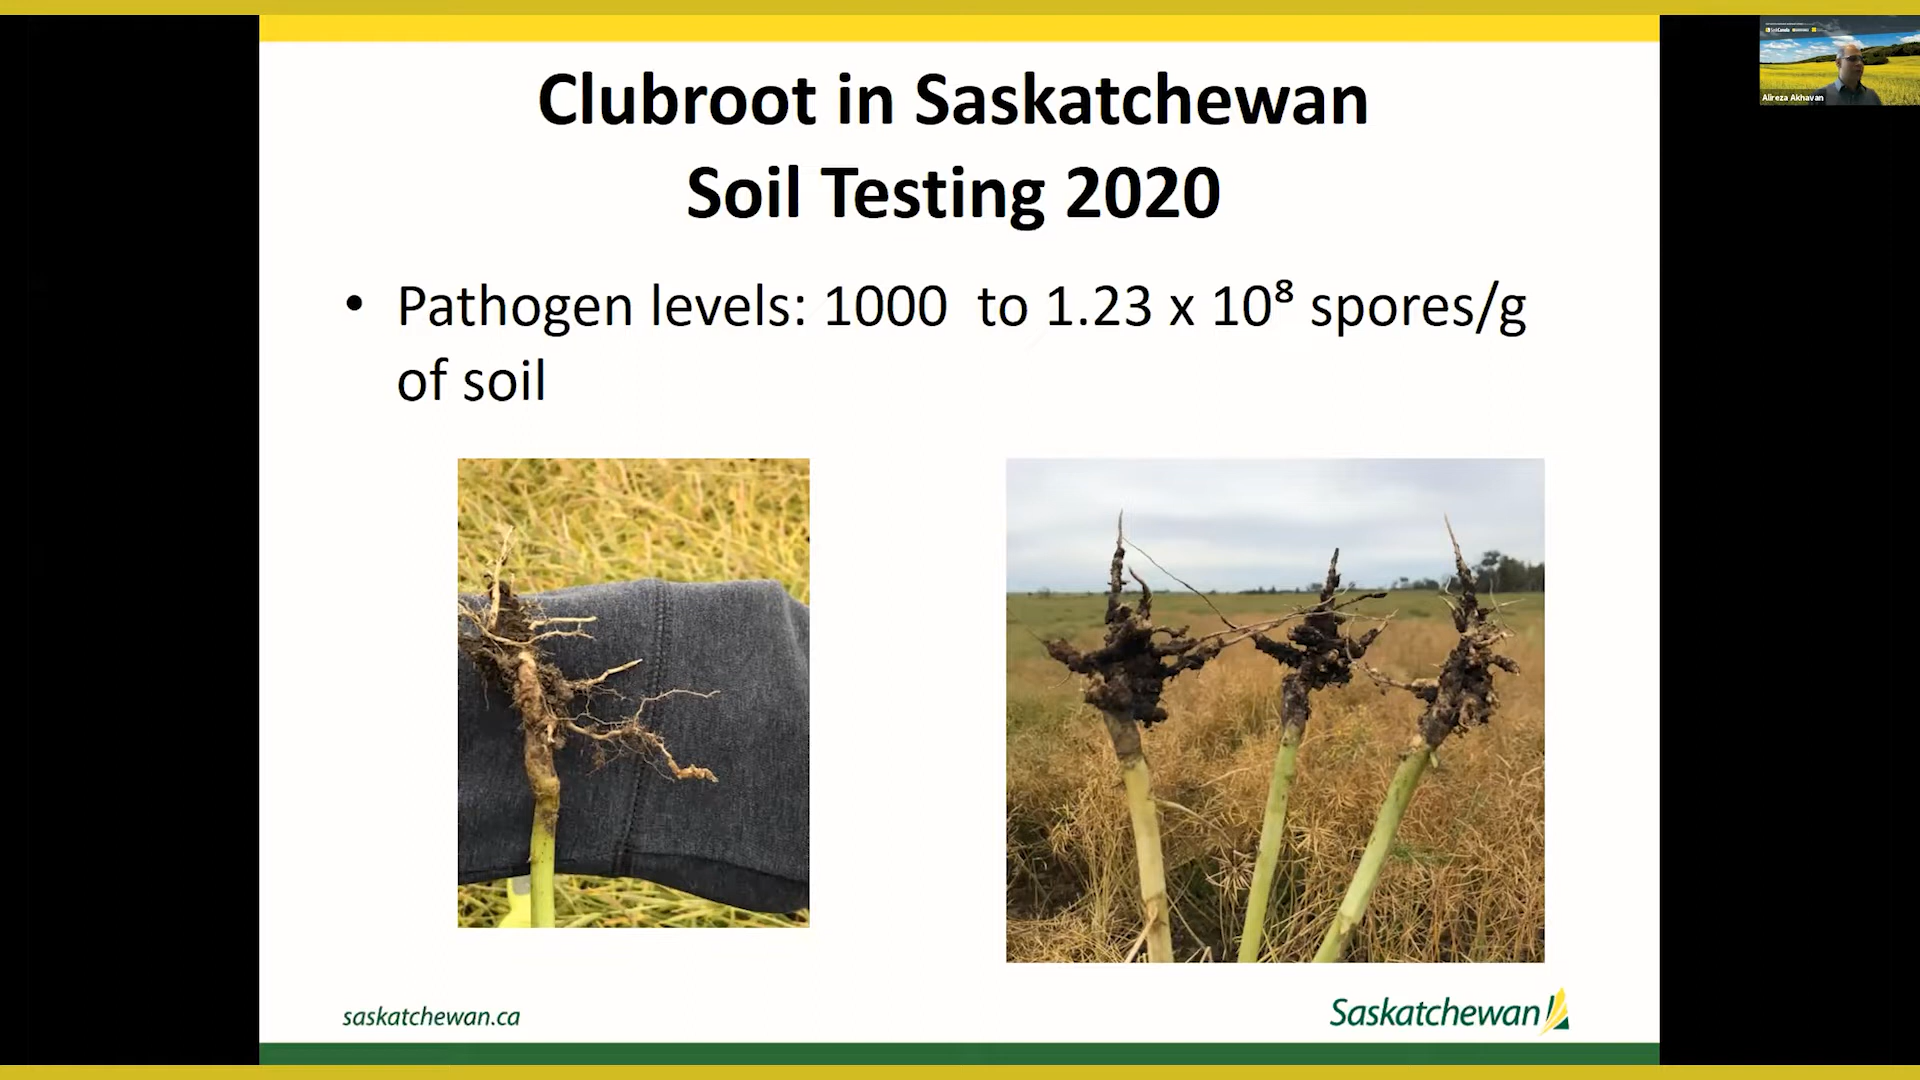 Clubroot in Saskatchewan
Soil Testing 2020
• Pathogen levels: 1000 to 1.23 x 10⁸ spores/g
of soil
saskatchewan.ca
Saskatchewan
Alireza Akhavan